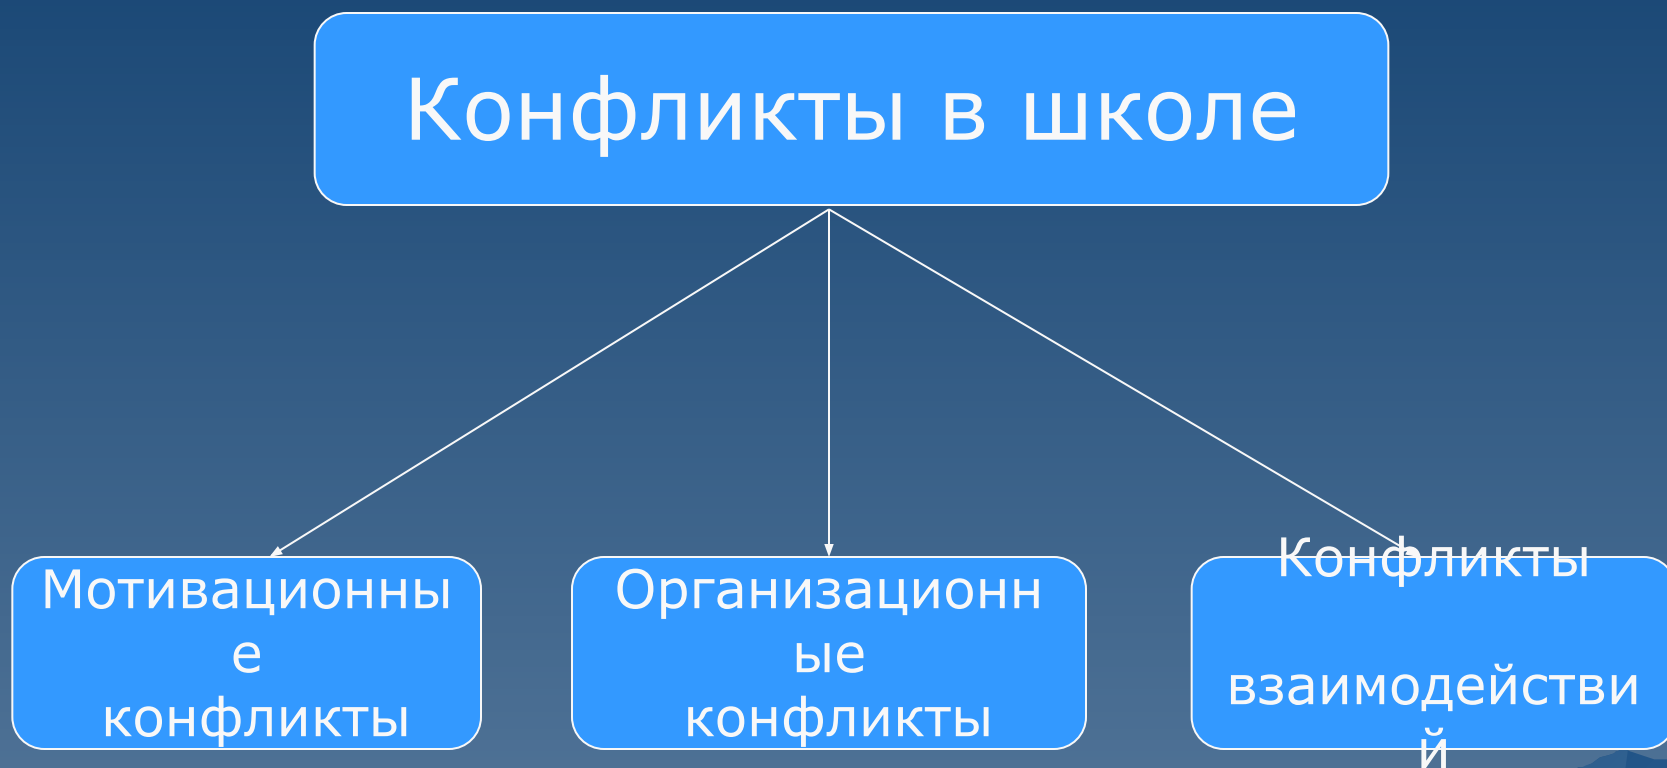 Конфликты в школе
Мотивационны
е
конфликты
Организационн
ые
конфликты
Конфликты
взаимодействи
й